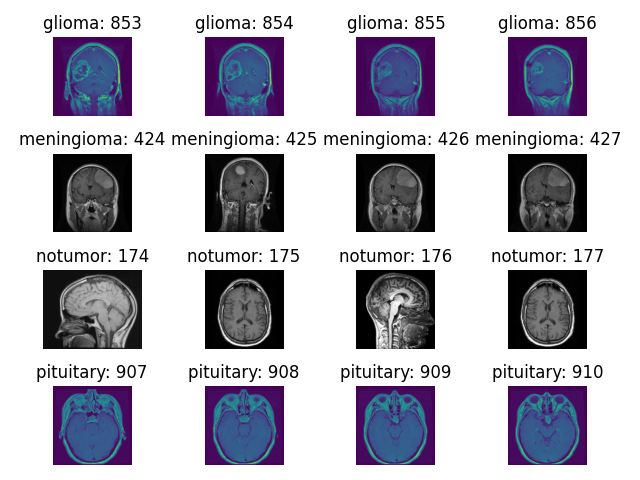 glioma: 853 glioma: 854 glioma: 855 glioma: 856
meningioma: 424 meningioma: 425 meningioma: 426 meningioma: 427
notumor: 174 notumor: 175 notumor: 176 notumor: 177
pituitary: 907 pituitary: 908 pituitary: 909 pituitary: 910